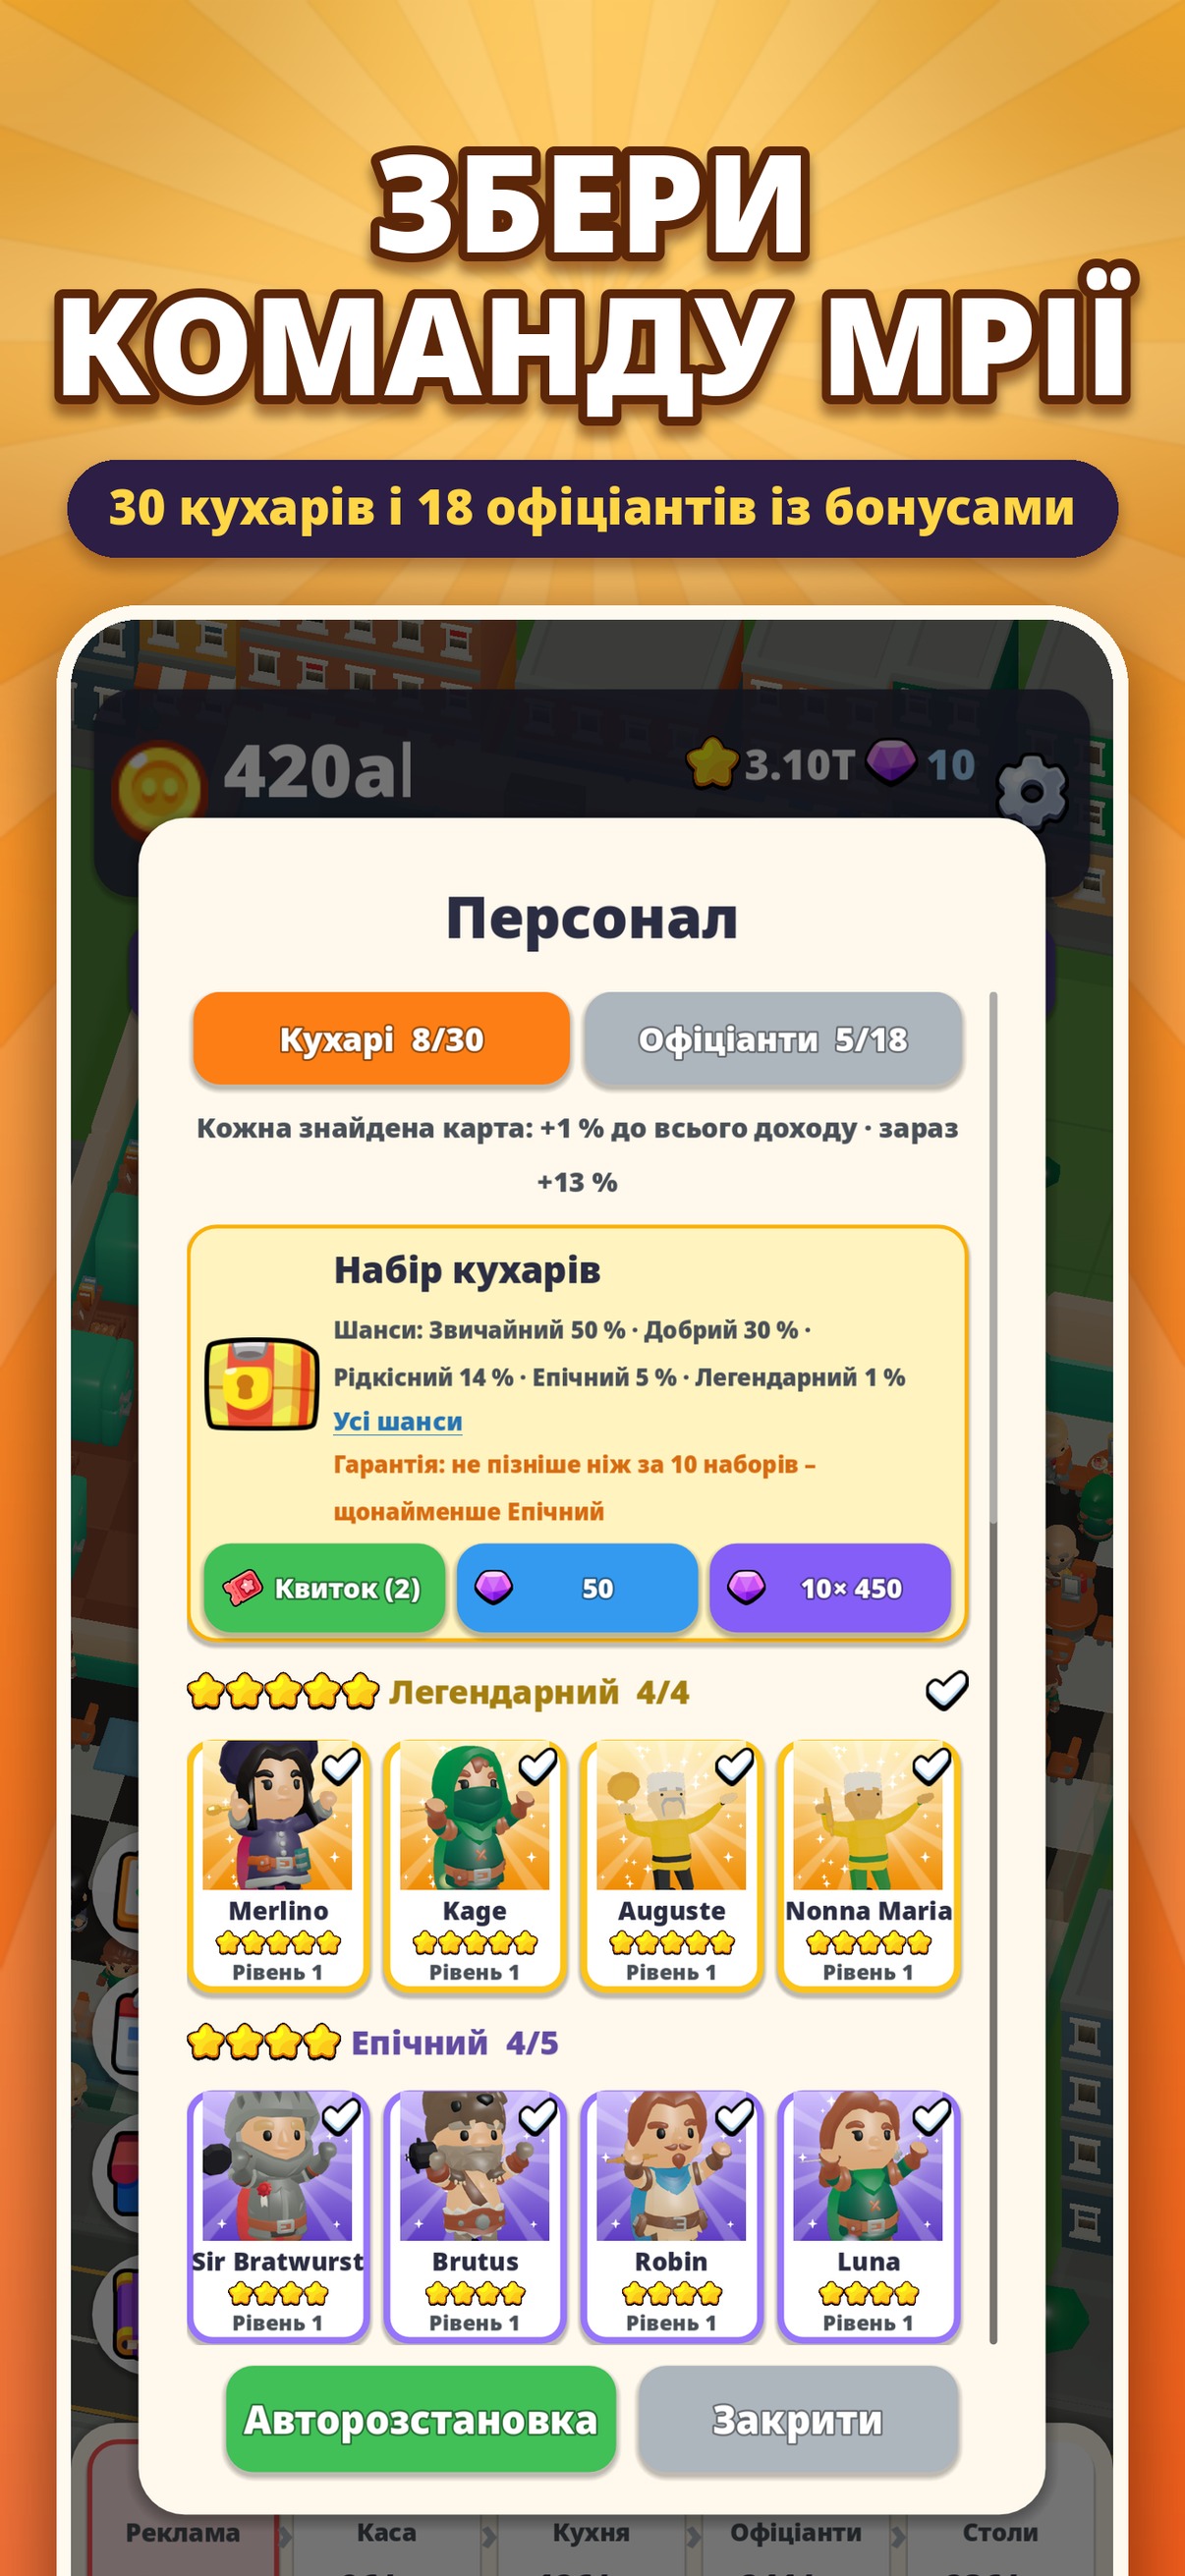 ЗБЕРИ
КОМАНДУ МРІЇ
30 кухарів і 18 офіціантів із бонусами
420al
3.10T
10
Персонал
Кухарі 8/30
Офіціанти 5/18
Кожна знайдена карта: +1 % до всього доходу · зараз
+13 %
Набір кухарів
Шанси: Звичайний 50 % · Добрий 30 % ·
Рідкісний 14 % · Епічний 5 % · Легендарний 1 %
Усі шанси
Гарантія: не пізніше ніж за 10 наборів –
щонайменше Епічний
Квиток (2)
50
10× 450
Легендарний 4/4
Merlino
Kage
Auguste
Nonna Maria
Рівень 1
Рівень 1
Рівень 1
Рівень 1
Епічний 4/5
Sir Bratwurst
Brutus
Robin
Luna
Рівень 1
Рівень 1
Рівень 1
Рівень 1
Авторозстановка
Закрити
Реклама
Каса
Кухня
Офіціанти
Столи